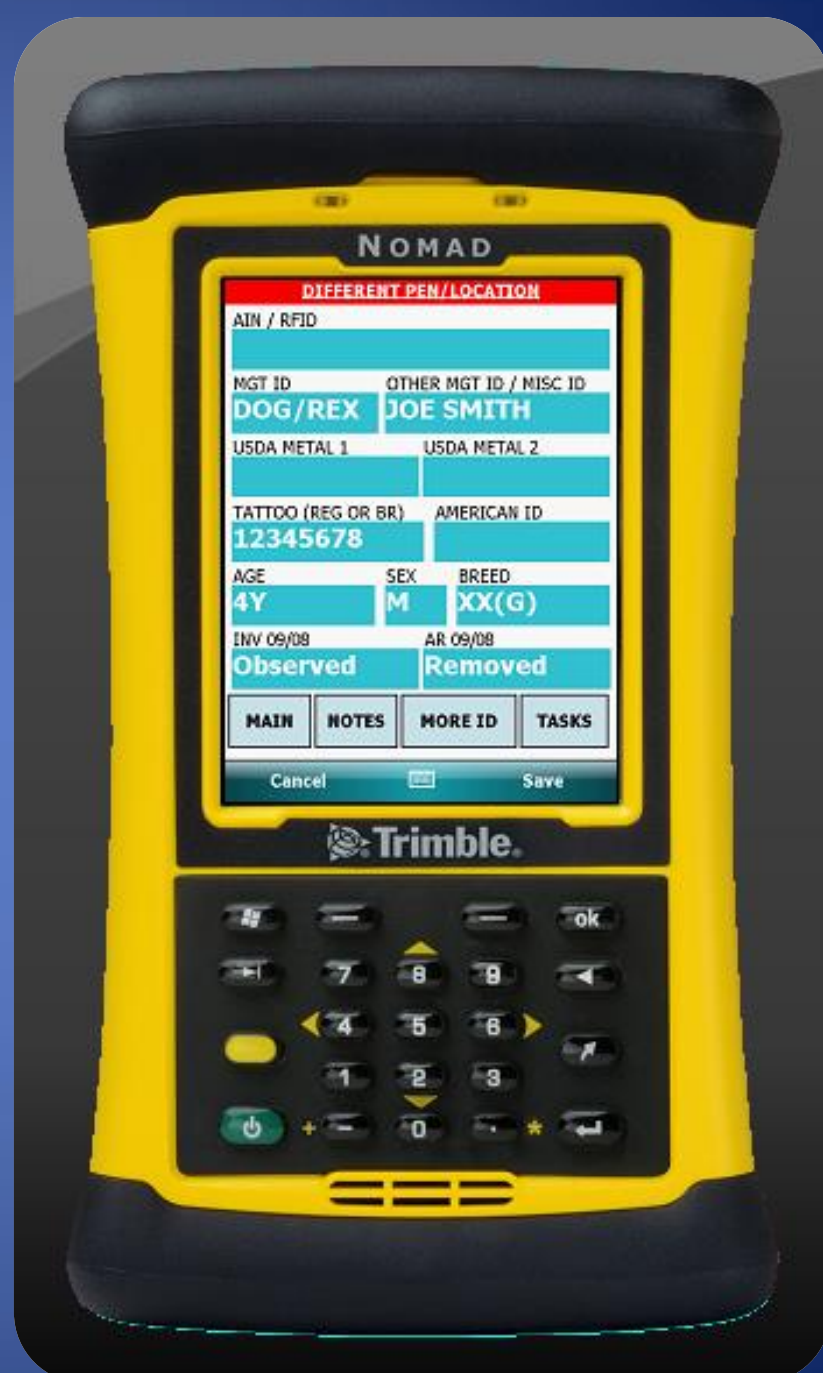 NOMAD
DIFFERENT PEN/LOCATION
AIN / RFID
MGT ID OTHER MGT ID / MISC ID
DOG/REX JOE SMITH
USDA METAL 1 USDA METAL 2
TATTOO (REG OR BR) AMERICAN ID
12345678
AGE SEX BREED
4Y M XX(G)
INV 09/08 AR 09/08
Observed Removed
MAIN NOTES MORE ID TASKS
Cancel Save
Trimble.
ok
7 8 9
4 5 6
1 2 3
+ - 0 . *